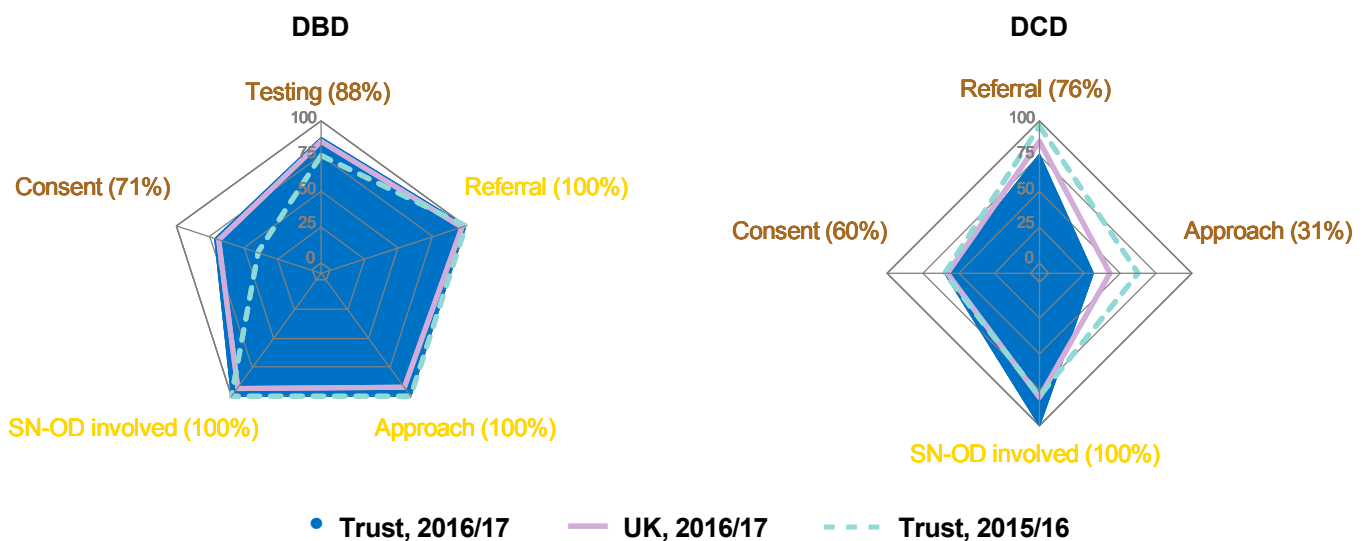 DBD
Testing (88%)
100
75
50
25
0
Consent (71%)
Referral (100%)
SN-OD involved (100%)
Approach (100%)
DCD
Referral (76%)
100
75
50
25
0
Consent (60%)
Approach (31%)
SN-OD involved (100%)
Trust, 2016/17
UK, 2016/17
Trust, 2015/16